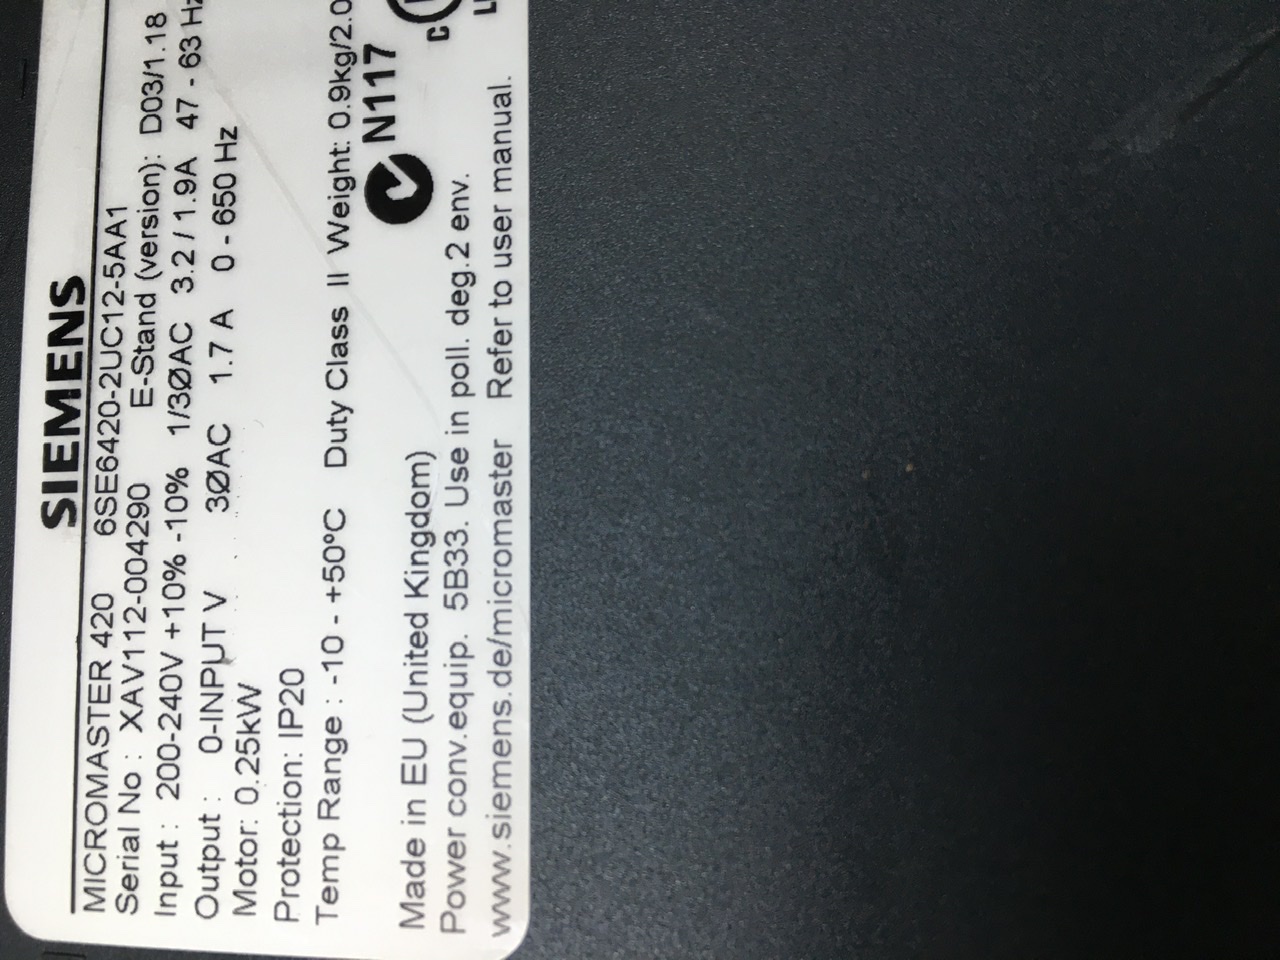 SIEMENS
MICROMASTER 420 6SE6420-2UC12-5AA1
Serial No : XAV112-004290 E-Stand (version): D03/1.18
Input : 200-240V +10% -10% 1/3ØAC 3.2 / 1.9A 47 - 63 Hz
Output : 0-INPUT V 3ØAC 1.7 A 0 - 650 Hz
Motor: 0.25kW
Protection: IP20
Temp Range : -10 - +50°C Duty Class II Weight: 0.9kg/2.0
N117
C
Made in EU (United Kingdom)
Power conv.equip. 5B33. Use in poll. deg.2 env.
www.siemens.de/micromaster Refer to user manual.